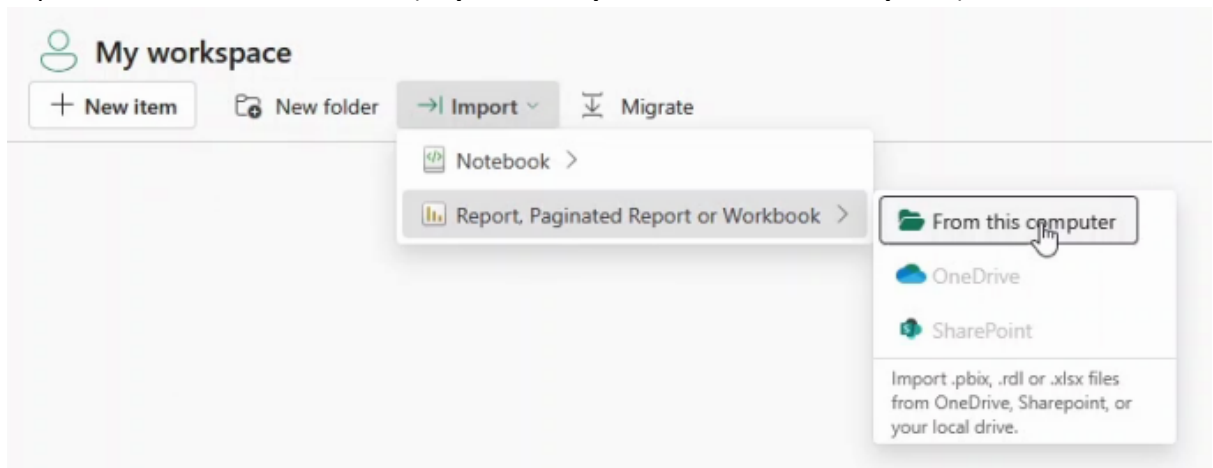 My workspace
New item New folder Import Migrate
Notebook
Report, Paginated Report or Workbook
From this computer
OneDrive
SharePoint
Import .pbix, .rdl or .xlsx files
from OneDrive, Sharepoint, or
your local drive.